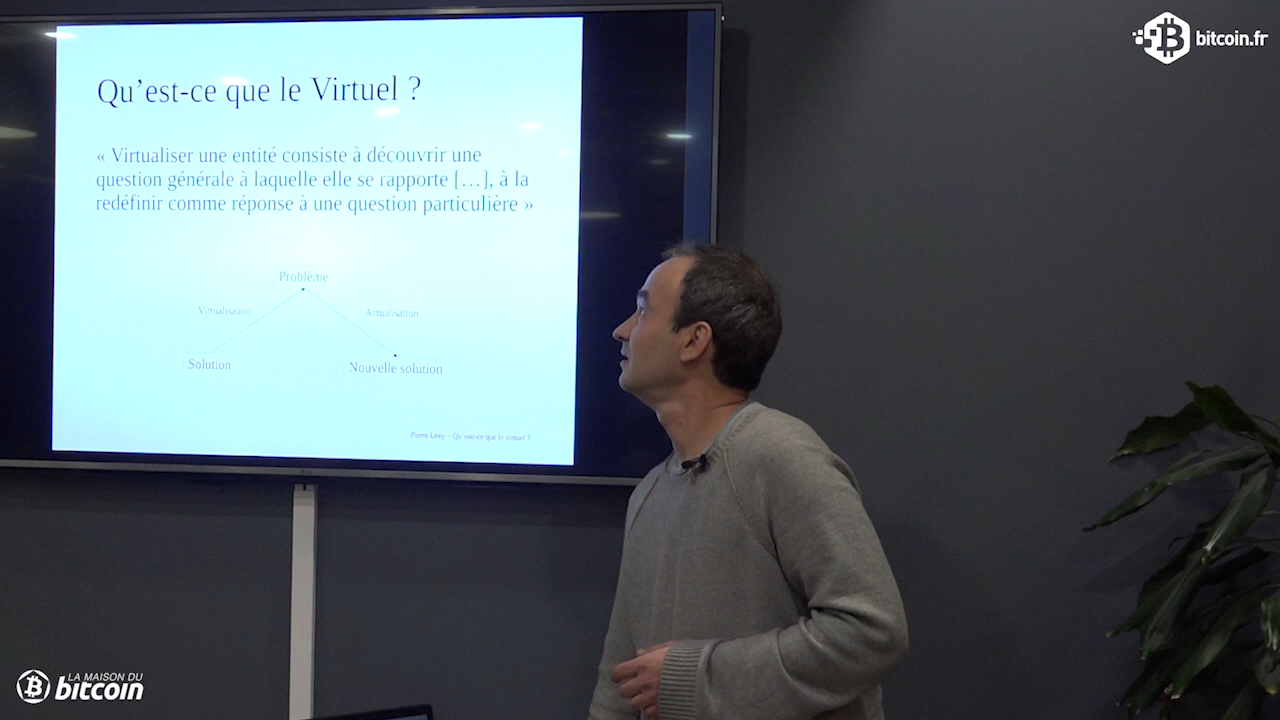 bitcoin.fr
Qu’est-ce que le Virtuel ?
« Virtualiser une entité consiste à découvrir une
question générale à laquelle elle se rapporte […], à la
redéfinir comme réponse à une question particulière »
Problème
Virtualisation
Actualisation
Solution
Nouvelle solution
Pierre Levy – Qu’est-ce que le virtuel ?
LA MAISON DU
bitcoin